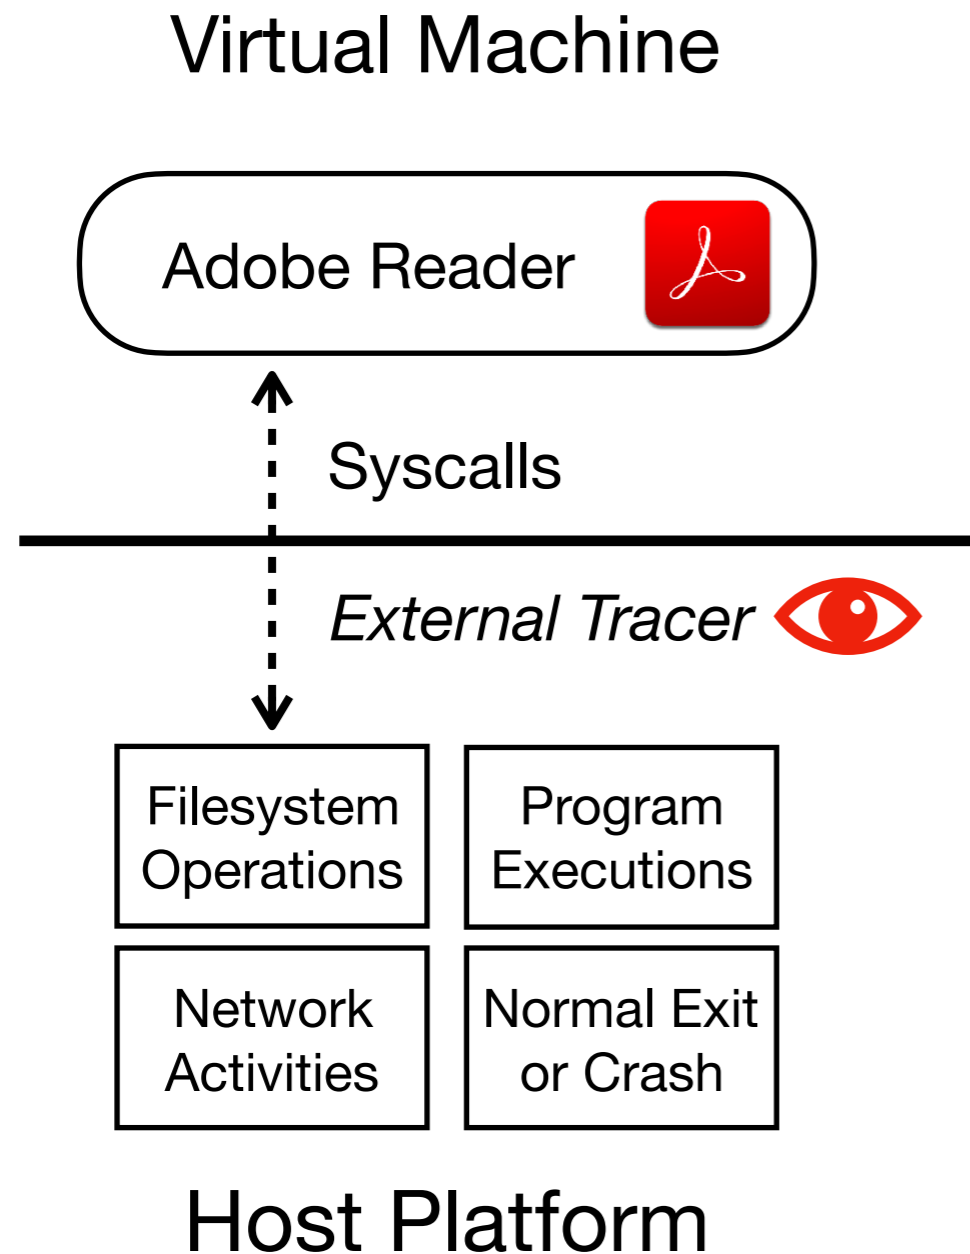 Virtual Machine
Adobe Reader
Syscalls
External Tracer
Filesystem
Operations
Program
Executions
Network
Activities
Normal Exit
or Crash
Host Platform